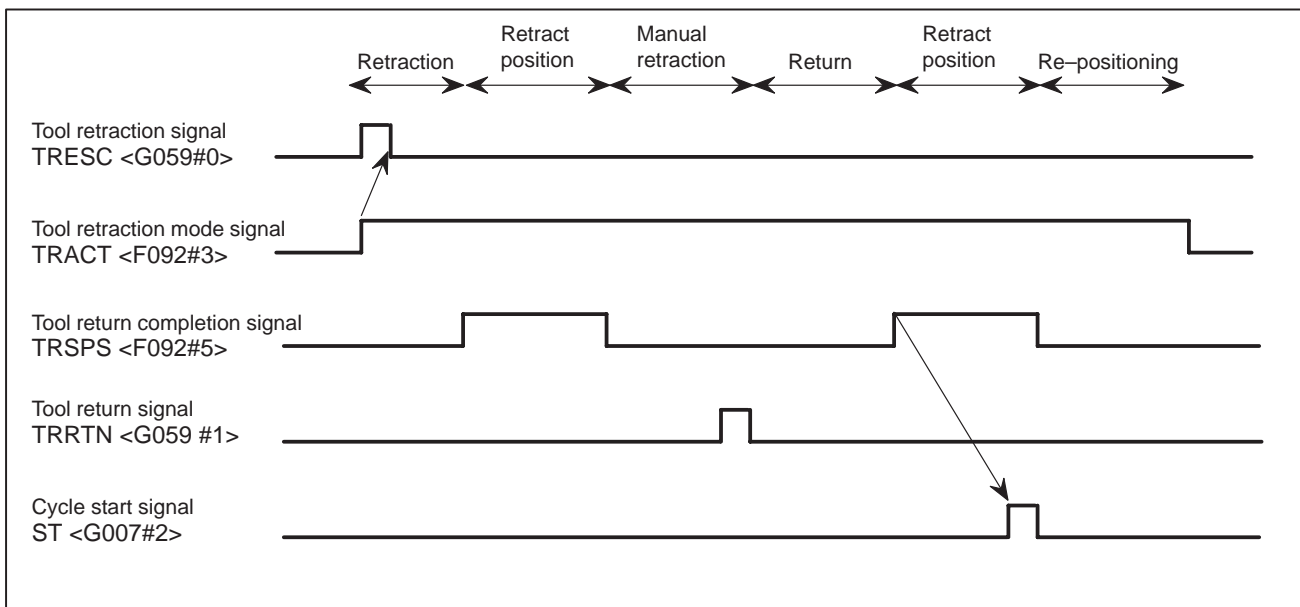 Retraction
Retract
position
Manual
retraction
Return
Retract
position
Re–positioning
Tool retraction signal
TRESC <G059#0>
Tool retraction mode signal
TRACT <F092#3>
Tool return completion signal
TRSPS <F092#5>
Tool return signal
TRRTN <G059 #1>
Cycle start signal
ST <G007#2>